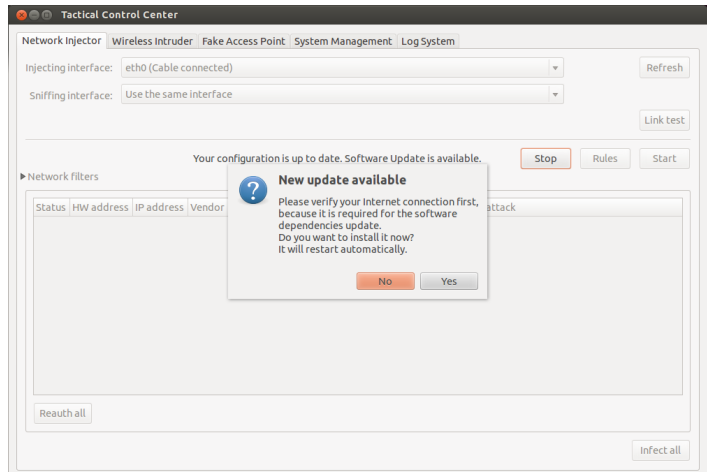 Tactical Control Center
Network Injector Wireless Intruder Fake Access Point System Management Log System
Injecting interface: eth0 (Cable connected) Refresh
Sniffing interface: Use the same interface
Link test
Your configuration is up to date. Software Update is available. Stop Rules Start
Network filters
New update available
Please verify your Internet connection first,
because it is required for the software
dependencies update.
Do you want to install it now?
It will restart automatically.
No Yes
Status HW address IP address Vendor attack
Reauth all
Infect all